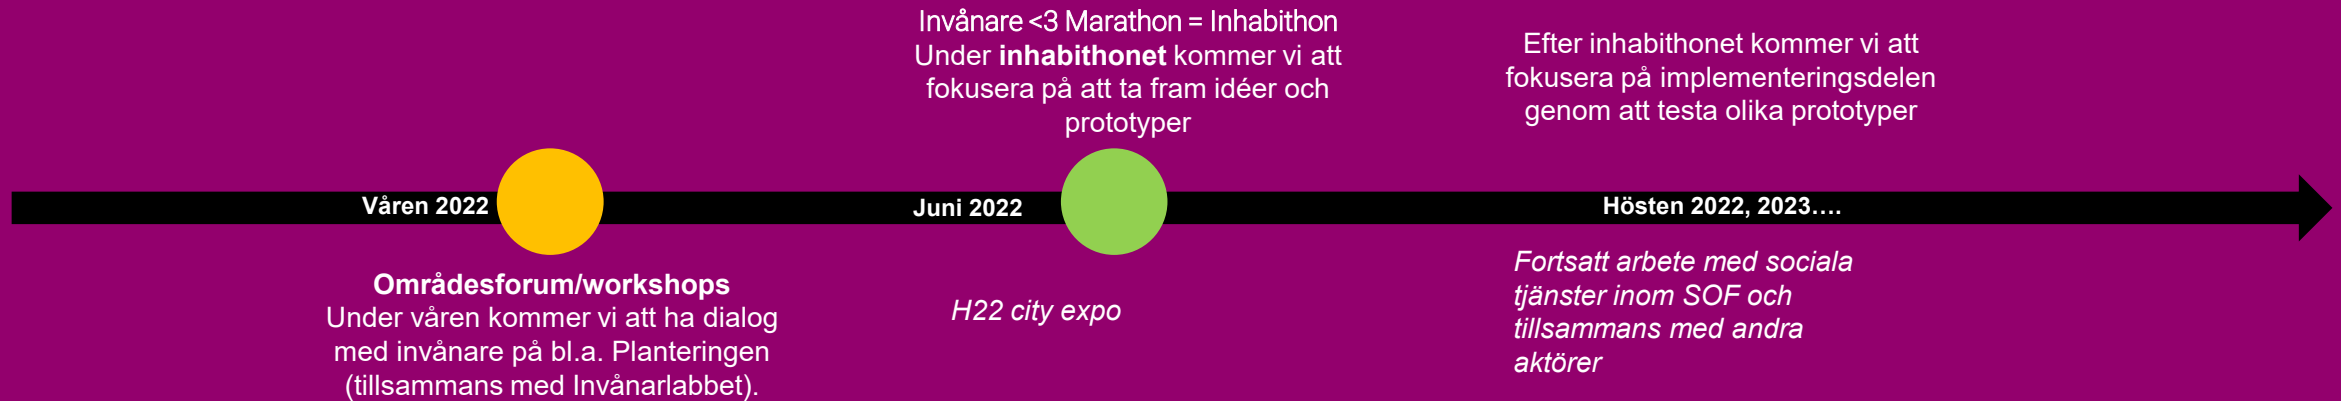 Invånare <3 Marathon = Inhabithon
Under inhabithonet kommer vi att
fokusera på att ta fram idéer och
prototyper
Efter inhabithonet kommer vi att
fokusera på implementeringsdelen
genom att testa olika prototyper
Våren 2022
Juni 2022
Hösten 2022, 2023….
Områdesforum/workshops
Under våren kommer vi att ha dialog
med invånare på bl.a. Planteringen
(tillsammans med Invånarlabbet).
H22 city expo
Fortsatt arbete med sociala
tjänster inom SOF och
tillsammans med andra
aktörer